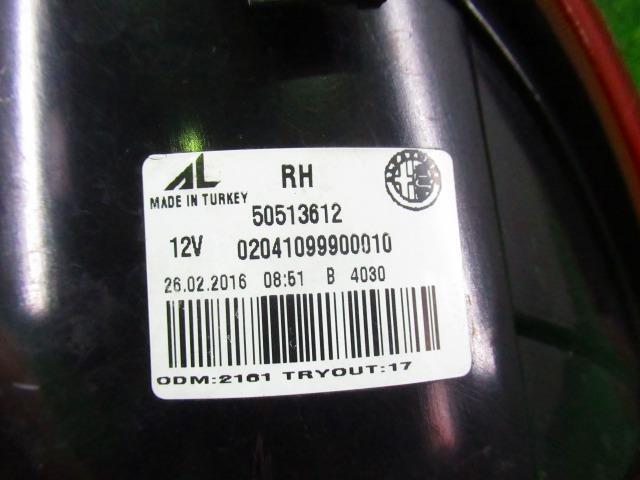 AL RH
MADE IN TURKEY
50513612
12V 02041099900010
26.02.2016 08:51 B 4030
ODM:2161 TRYOUT:17